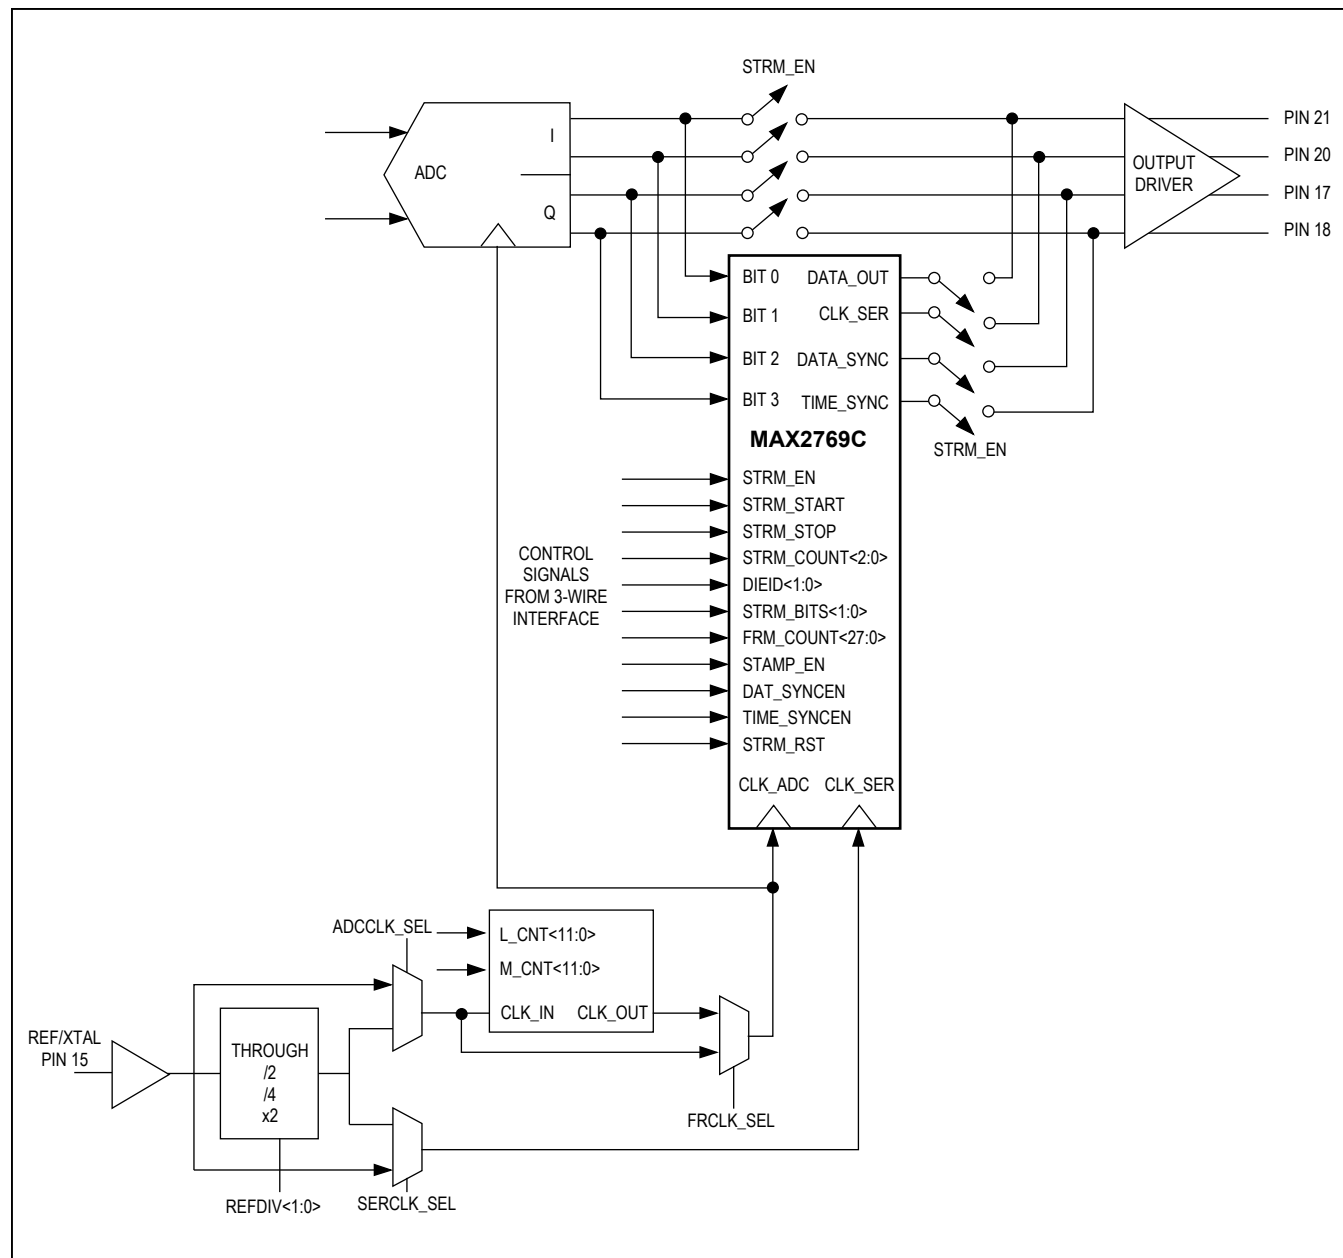 STRM_EN
I
ADC
Q
OUTPUT
DRIVER
PIN 21
PIN 20
PIN 17
PIN 18
BIT 0 DATA_OUT
BIT 1 CLK_SER
BIT 2 DATA_SYNC
BIT 3 TIME_SYNC
MAX2769C
STRM_EN
CONTROL
SIGNALS
FROM 3-WIRE
INTERFACE
STRM_EN
STRM_START
STRM_STOP
STRM_COUNT<2:0>
DIEID<1:0>
STRM_BITS<1:0>
FRM_COUNT<27:0>
STAMP_EN
DAT_SYNCEN
TIME_SYNCEN
STRM_RST
CLK_ADC CLK_SER
ADCCLK_SEL
L_CNT<11:0>
M_CNT<11:0>
CLK_IN CLK_OUT
REF/XTAL
PIN 15
THROUGH
/2
/4
x2
FRCLK_SEL
REFDIV<1:0>
SERCLK_SEL